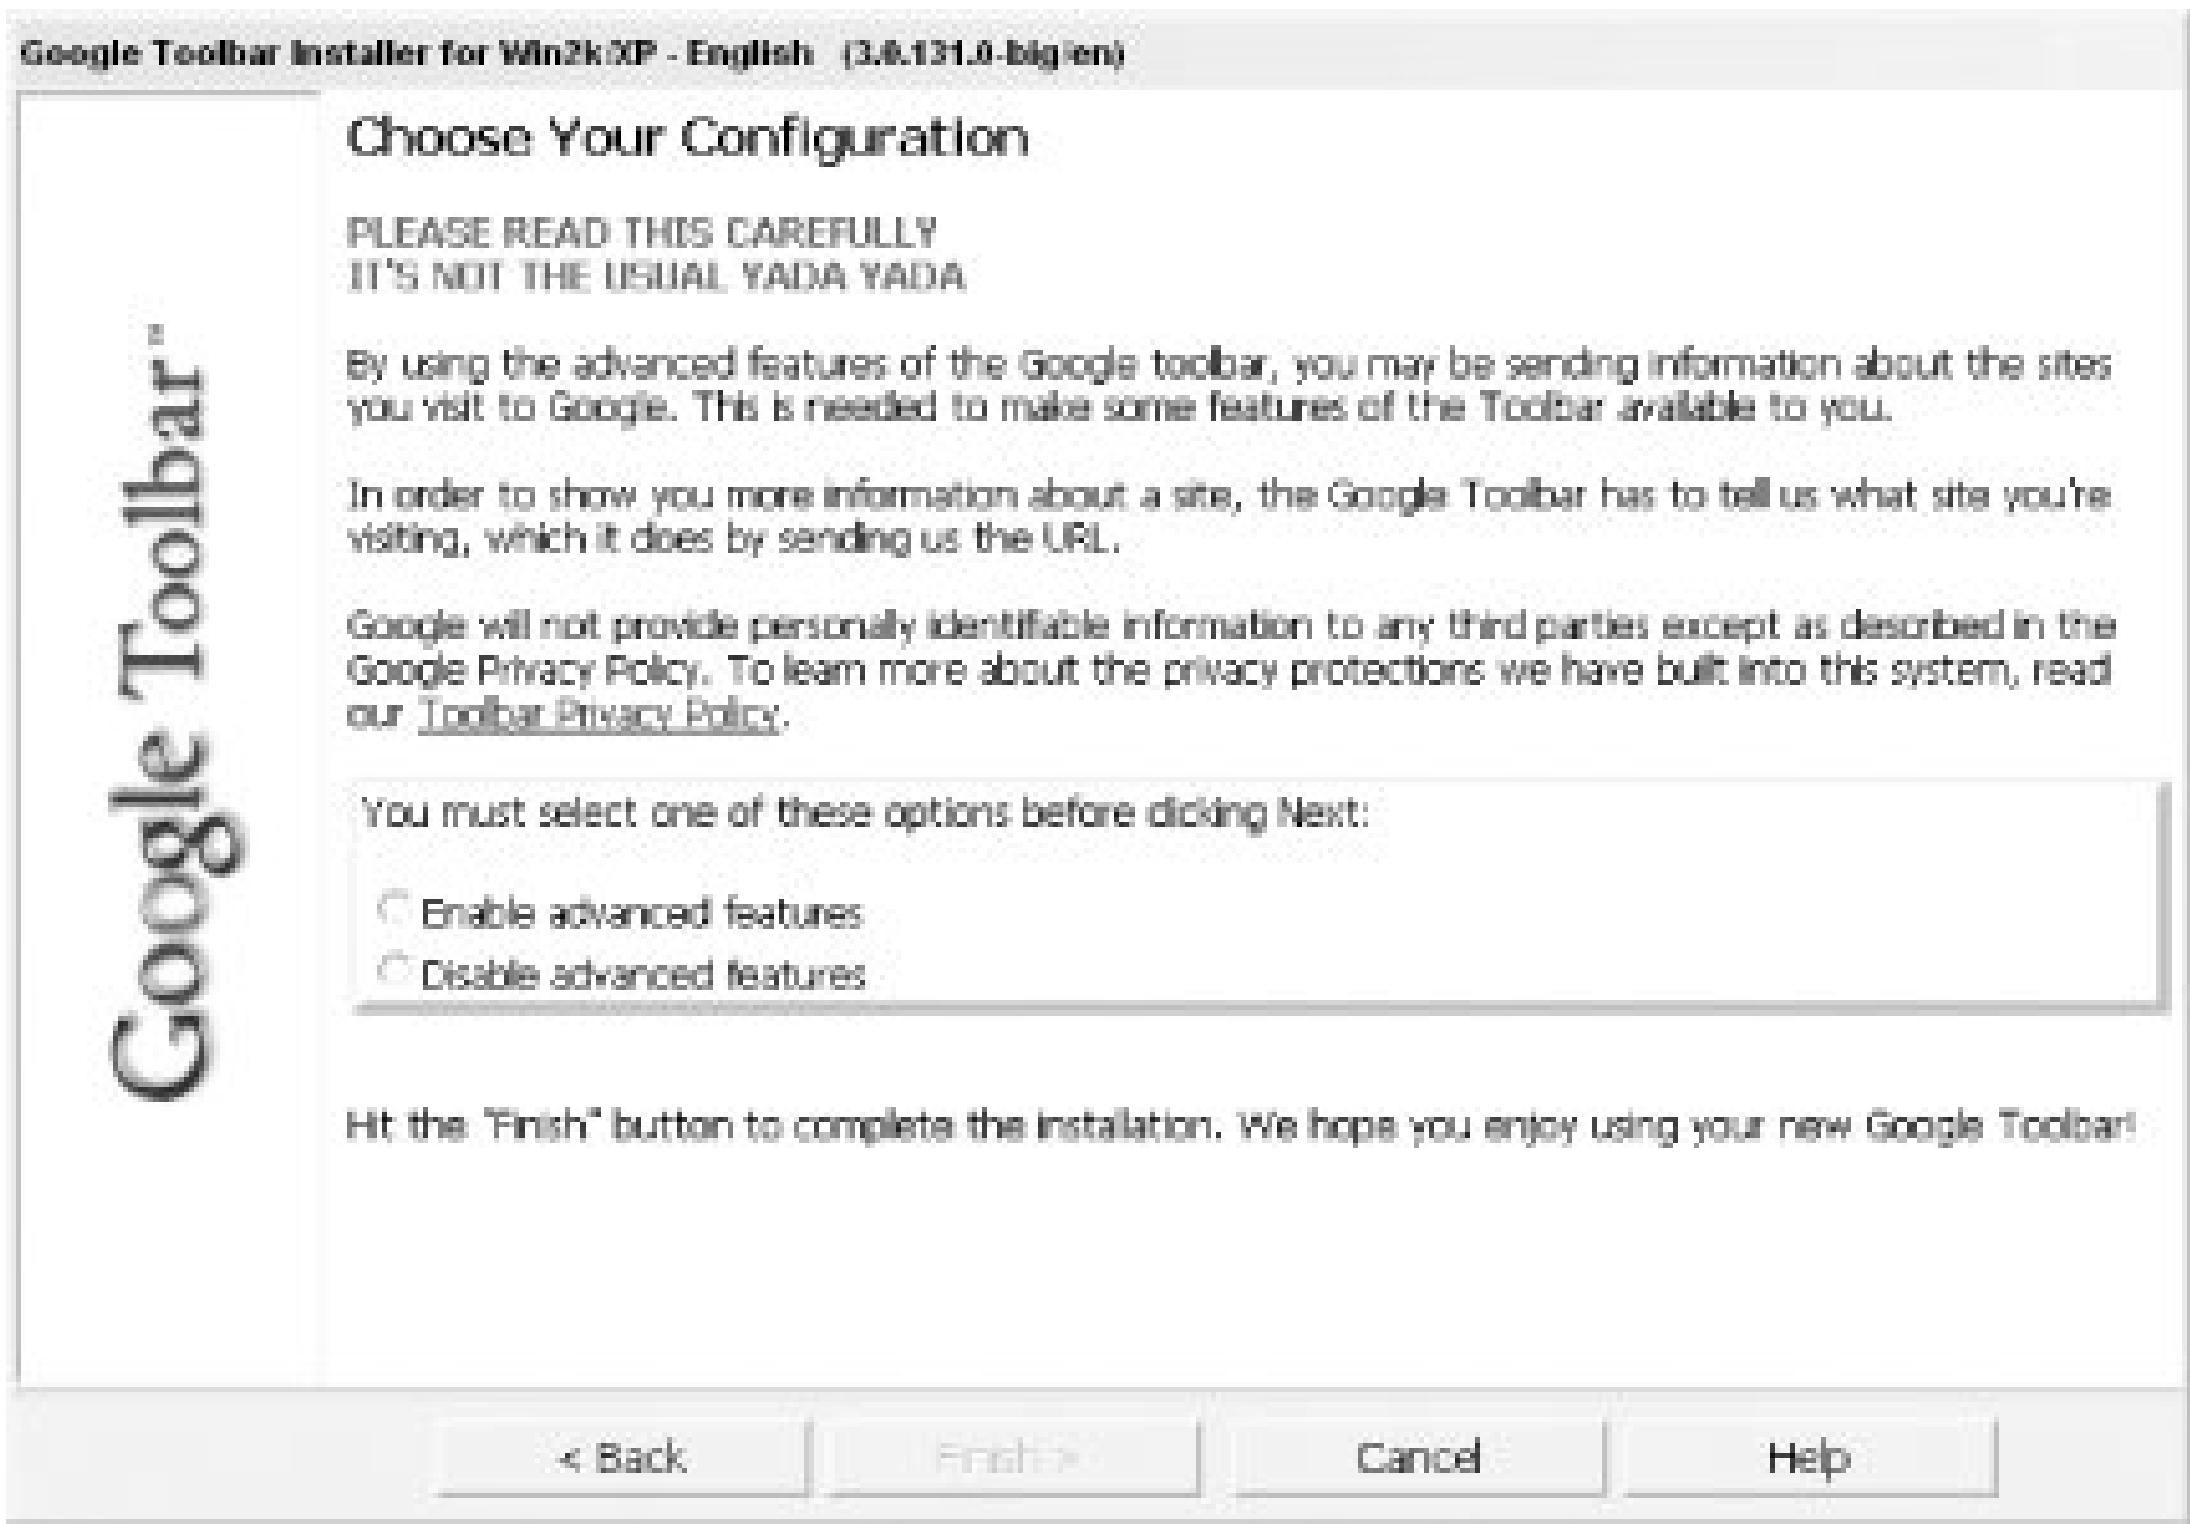 Google Toolbar Installer for Win2k/XP - English (3.0.131.0-big/en)
Google Toolbar™
Choose Your Configuration
PLEASE READ THIS CAREFULLY
IT'S NOT THE USUAL YADA YADA
By using the advanced features of the Google toolbar, you may be sending information about the sites
you visit to Google. This is needed to make some features of the Toolbar available to you.
In order to show you more information about a site, the Google Toolbar has to tell us what site you're
visiting, which it does by sending us the URL.
Google will not provide personally identifiable information to any third parties except as described in the
Google Privacy Policy. To learn more about the privacy protections we have built into this system, read
our Toolbar Privacy Policy.
You must select one of these options before clicking Next:
Enable advanced features
Disable advanced features
Hit the "Finish" button to complete the installation. We hope you enjoy using your new Google Toolbar!
< Back
Finish >
Cancel
Help